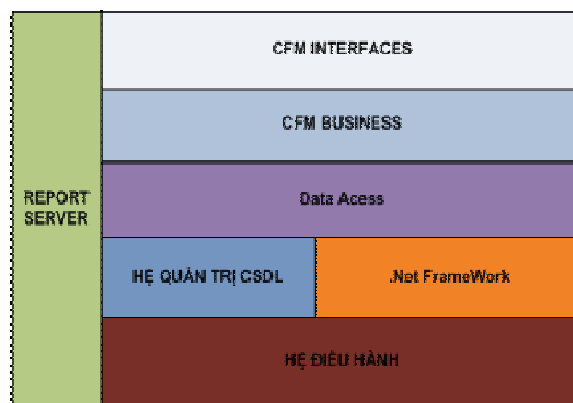 CFM INTERFACES
CFM BUSINESS
REPORT
SERVER
Data Acess
HỆ QUẢN TRỊ CSDL
.Net FrameWork
HỆ ĐIỀU HÀNH